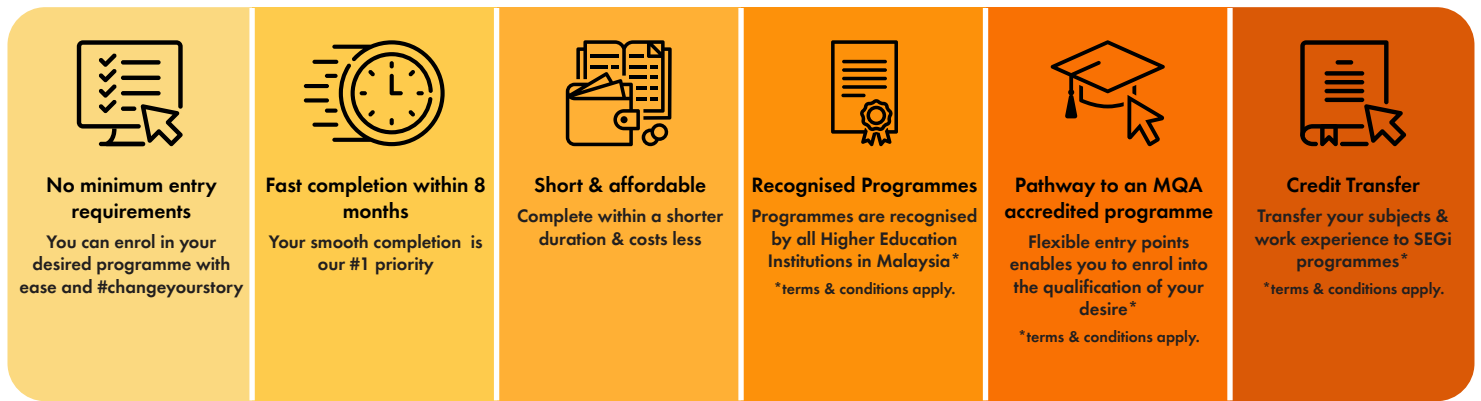 No minimum entry
requirements
You can enrol in your
desired programme with
ease and #changeyourstory
Fast completion within 8
months
Your smooth completion  is
our #1 priority
Short & affordable
Complete within a shorter
duration & costs less
Recognised Programmes
Programmes are recognised
by all Higher Education
Institutions in Malaysia*
*terms & conditions apply.
Pathway to an MQA
accredited programme
Flexible entry points
enables you to enrol into
the qualification of your
desire*
*terms & conditions apply.
Credit Transfer
Transfer your subjects &
work experience to SEGi
programmes*
*terms & conditions apply.